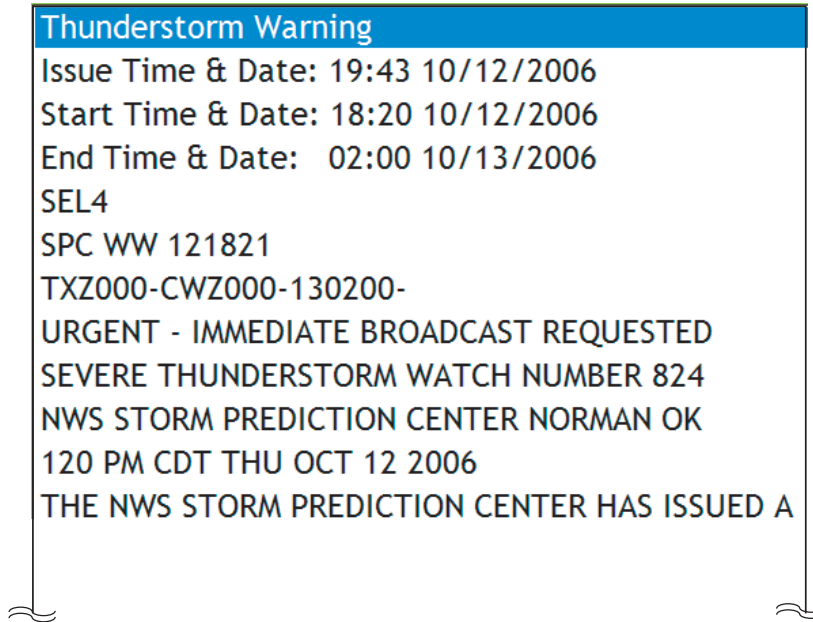 Thunderstorm Warning
Issue Time & Date: 19:43 10/12/2006
Start Time & Date: 18:20 10/12/2006
End Time & Date: 02:00 10/13/2006
SEL4
SPC WW 121821
TXZ000-CWZ000-130200-
URGENT - IMMEDIATE BROADCAST REQUESTED
SEVERE THUNDERSTORM WATCH NUMBER 824
NWS STORM PREDICTION CENTER NORMAN OK
120 PM CDT THU OCT 12 2006
THE NWS STORM PREDICTION CENTER HAS ISSUED A